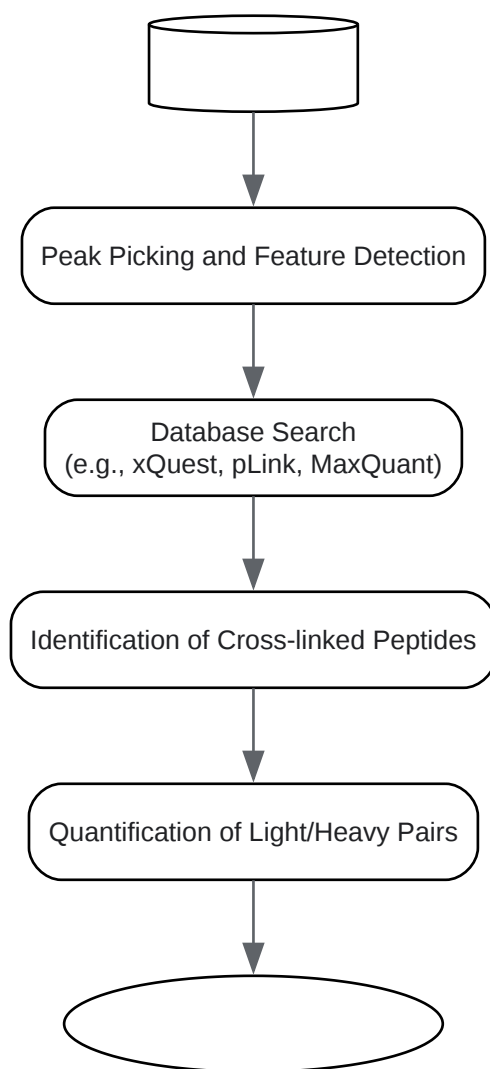 Peak Picking and Feature Detection
Database Search
(e.g., xQuest, pLink, MaxQuant)
Identification of Cross-linked Peptides
Quantification of Light/Heavy Pairs